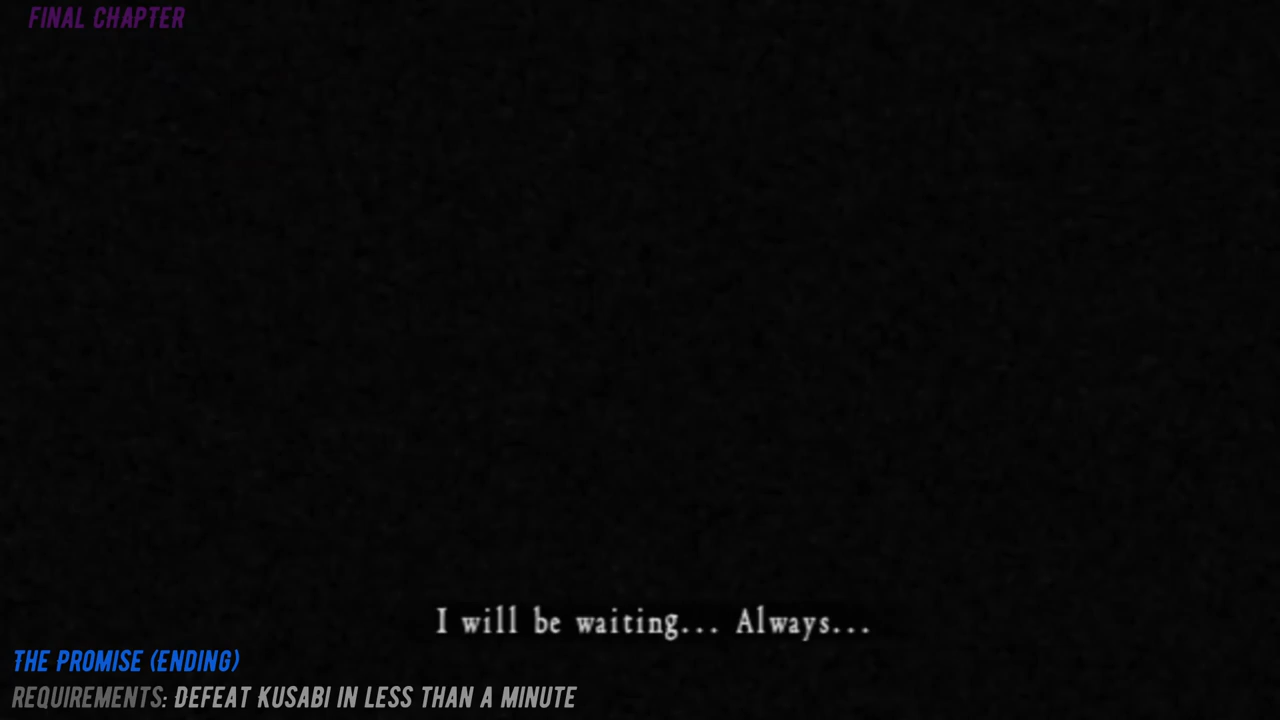 FINAL CHAPTER
I will be waiting... Always...
THE PROMISE (ENDING)
REQUIREMENTS: DEFEAT KUSABI IN LESS THAN A MINUTE